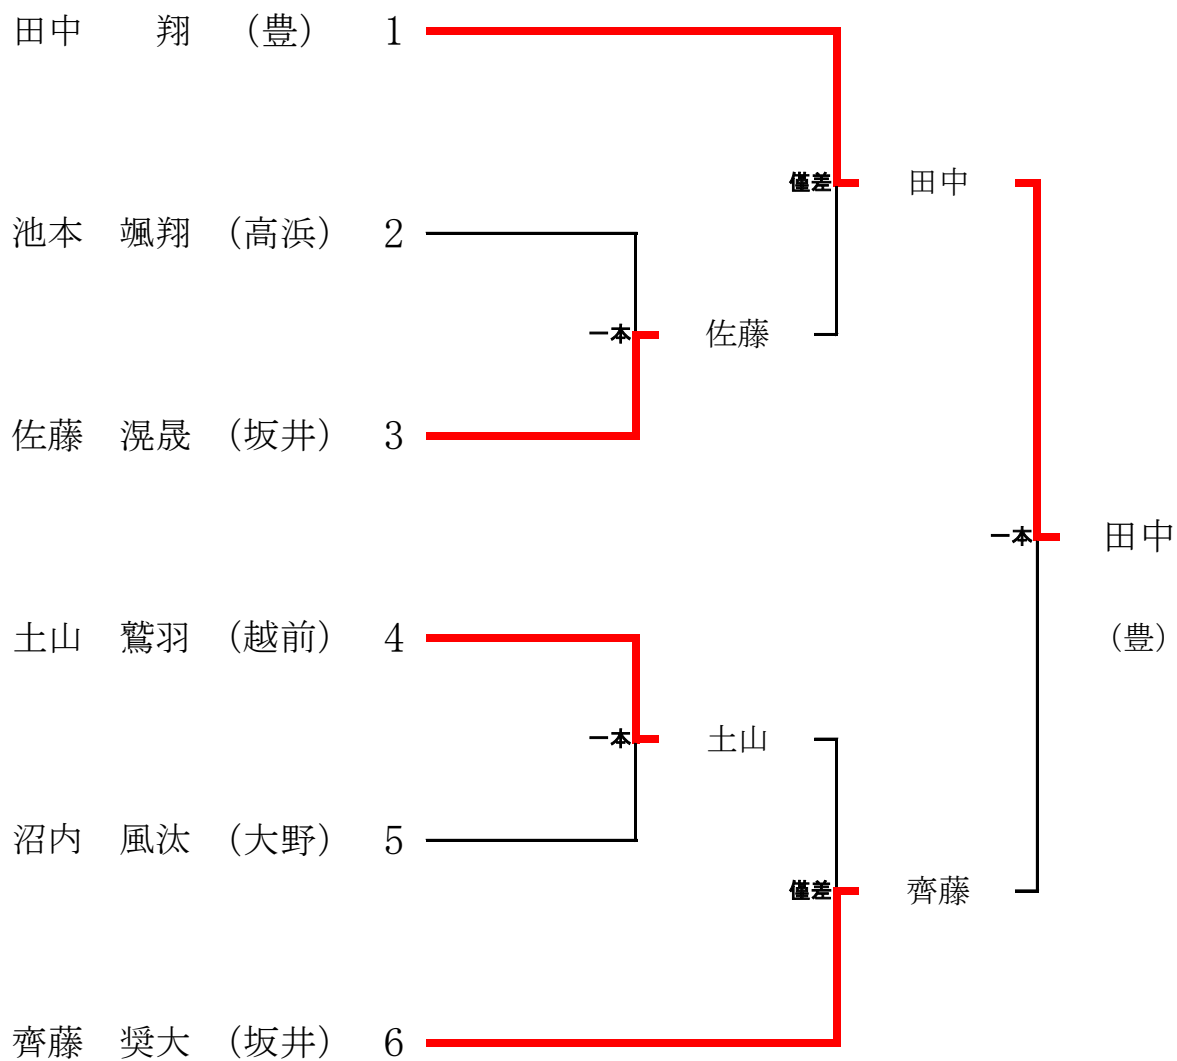 田中　翔（豊）　1
僅差　田中
池本　颯翔（高浜）　2
一本　佐藤
佐藤　滉晟（坂井）　3
一本　田中
土山　鷲羽（越前）　4
（豊）
一本　土山
沼内　風汰（大野）　5
僅差　齊藤
齊藤　奨大（坂井）　6